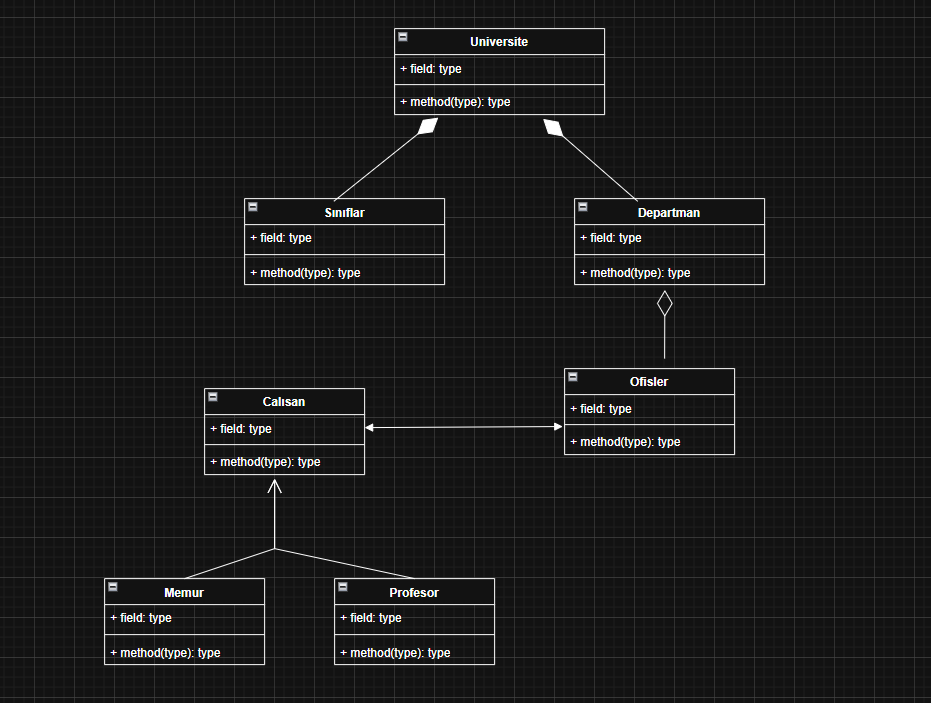 Universite
+ field: type
+ method(type): type
Sınıflar
+ field: type
+ method(type): type
Departman
+ field: type
+ method(type): type
Ofisler
+ field: type
+ method(type): type
Calısan
+ field: type
+ method(type): type
Memur
+ field: type
+ method(type): type
Profesor
+ field: type
+ method(type): type